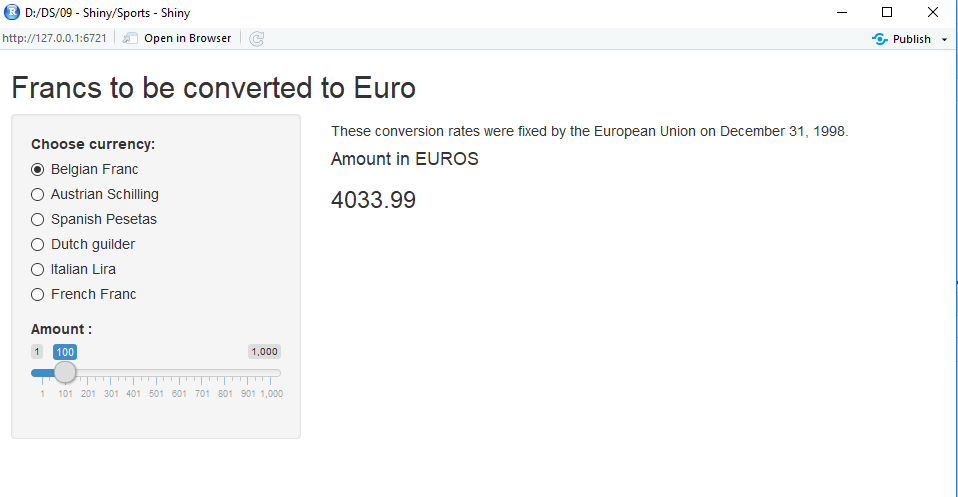 D:/DS/09 - Shiny/Sports - Shiny
http://127.0.0.1:6721 Open in Browser Publish
Francs to be converted to Euro
Choose currency:
Belgian Franc
Austrian Schilling
Spanish Pesetas
Dutch guilder
Italian Lira
French Franc
Amount :
1 100 1,000
1 101 201 301 401 501 601 701 801 901 1,000
These conversion rates were fixed by the European Union on December 31, 1998.
Amount in EUROS
4033.99